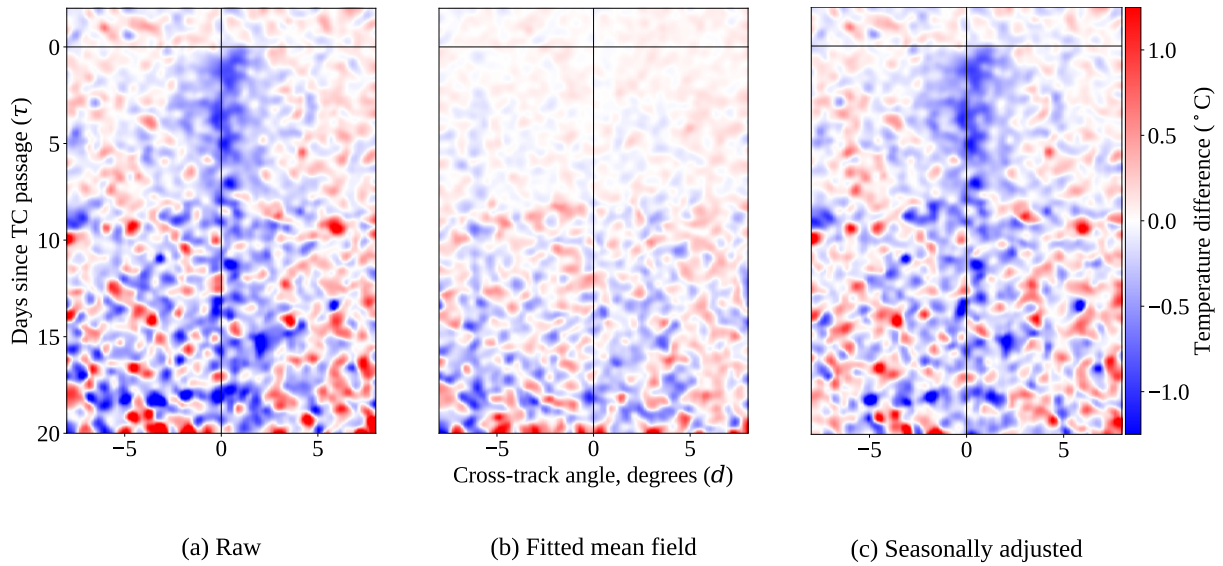 Days since TC passage (τ)
0
5
10
15
20
−5 0 5
−5 0 5
−5 0 5
Cross-track angle, degrees (d)
1.0
0.5
0.0
−0.5
−1.0
Temperature difference (°C)
(a) Raw
(b) Fitted mean field
(c) Seasonally adjusted